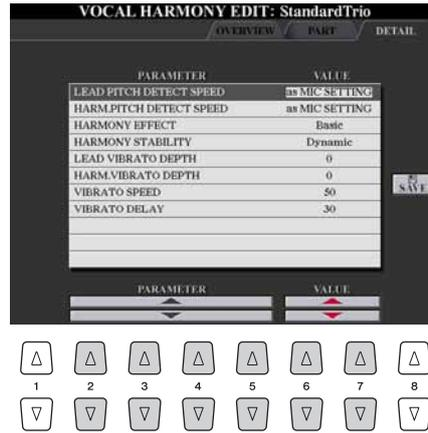 VOCAL HARMONY EDIT: StandardTrio
OVERVIEW PART DETAIL
PARAMETER VALUE
LEAD PITCH DETECT SPEED as MIC SETTING
HARM.PITCH DETECT SPEED as MIC SETTING
HARMONY EFFECT Basic
HARMONY STABILITY Dynamic
LEAD VIBRATO DEPTH 0
HARM.VIBRATO DEPTH 0
VIBRATO SPEED 50
VIBRATO DELAY 30
SAVE
PARAMETER VALUE
1 2 3 4 5 6 7 8